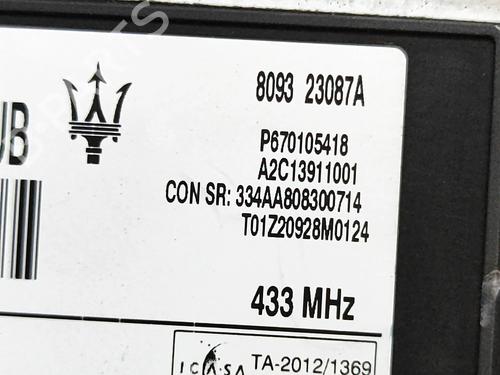 8093 23087A
UB
P670105418
A2C13911001
CON SR: 334AA808300714
T01Z20928M0124
433 MHz
ICASA TA-2012/1369